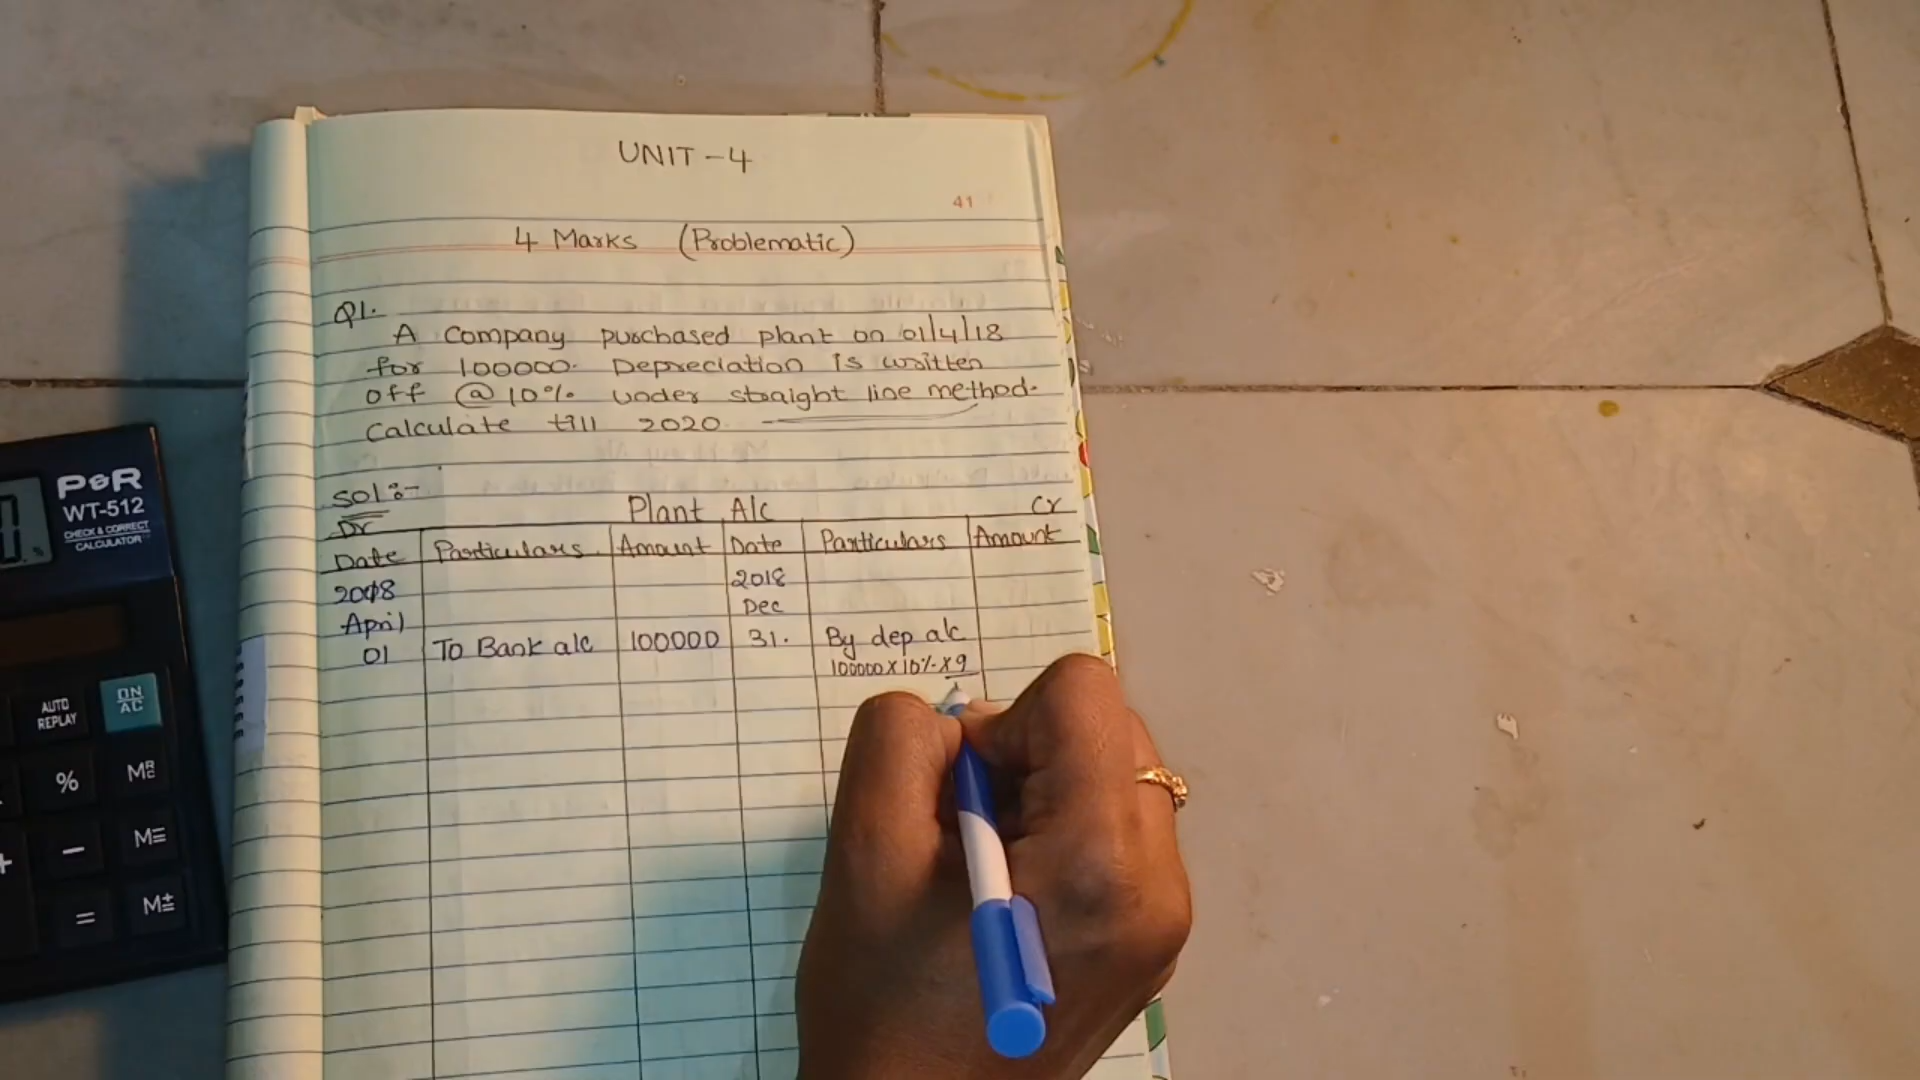 UNIT-4
41
4 Marks (Problematic)
Q1.
A Company purchased plant on 01/4/18
for 100000. Depreciation is written
off @ 10% under straight line method.
Calculate till 2020.
Sol:-
Plant A/c
Dr Cr
Date Particulars Amount Date Particulars Amount
2018 2018
April Dec
01 To Bank a/c 100000 31. By dep a/c
100000 X 10% X 9
P&R
WT-512
CHECK & CORRECT
CALCULATOR
AUTO REPLAY
ON AC
%
MRC
−
M=
+
=
M±